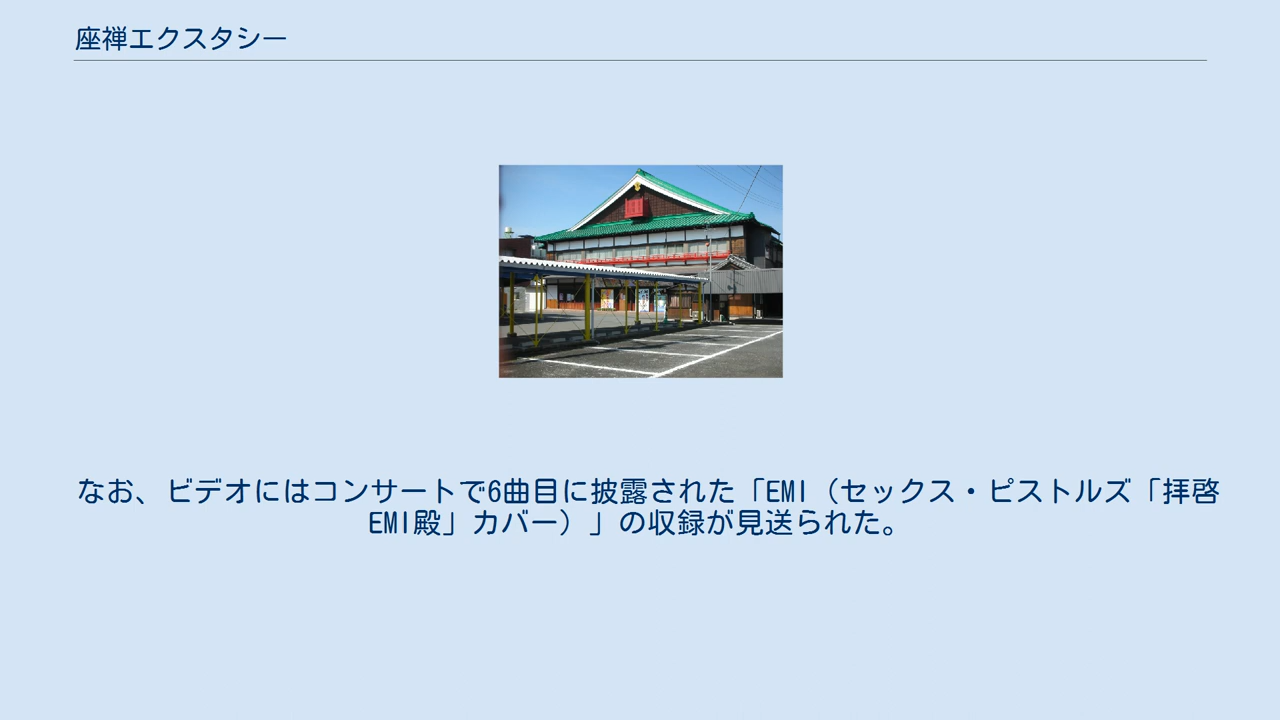 座禅エクスタシー
なお、ビデオにはコンサートで6曲目に披露された「EMI（セックス・ピストルズ「拝啓
EMI殿」カバー）」の収録が見送られた。